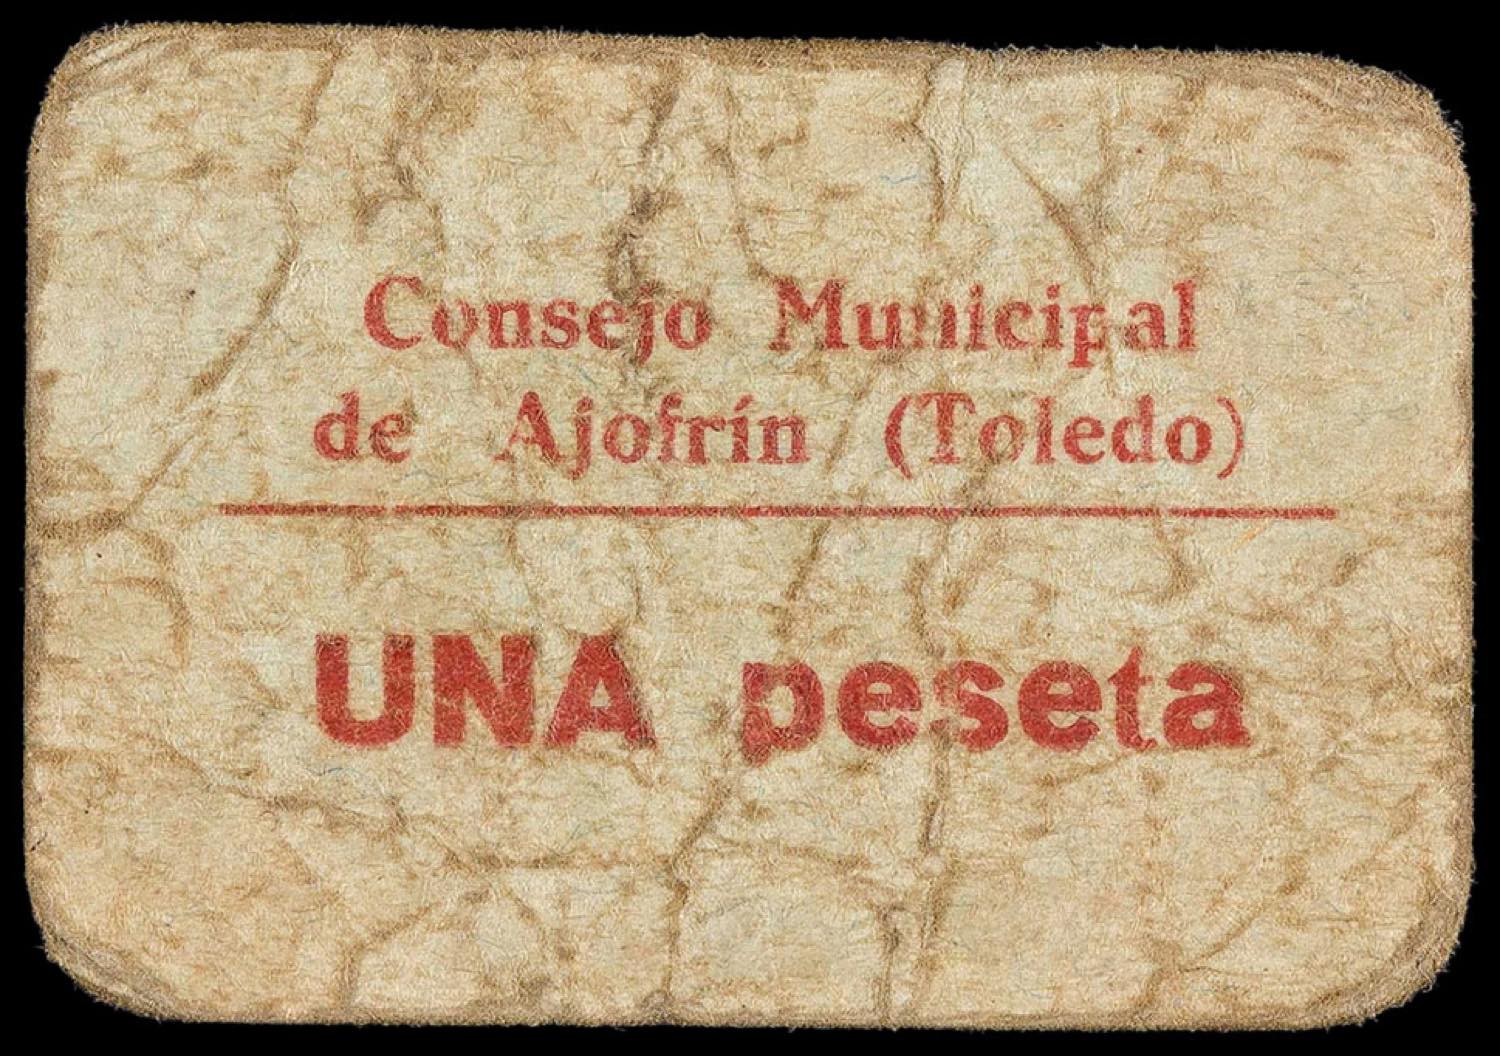 Consejo Municipal
de Ajofrín (Toledo)
UNA peseta